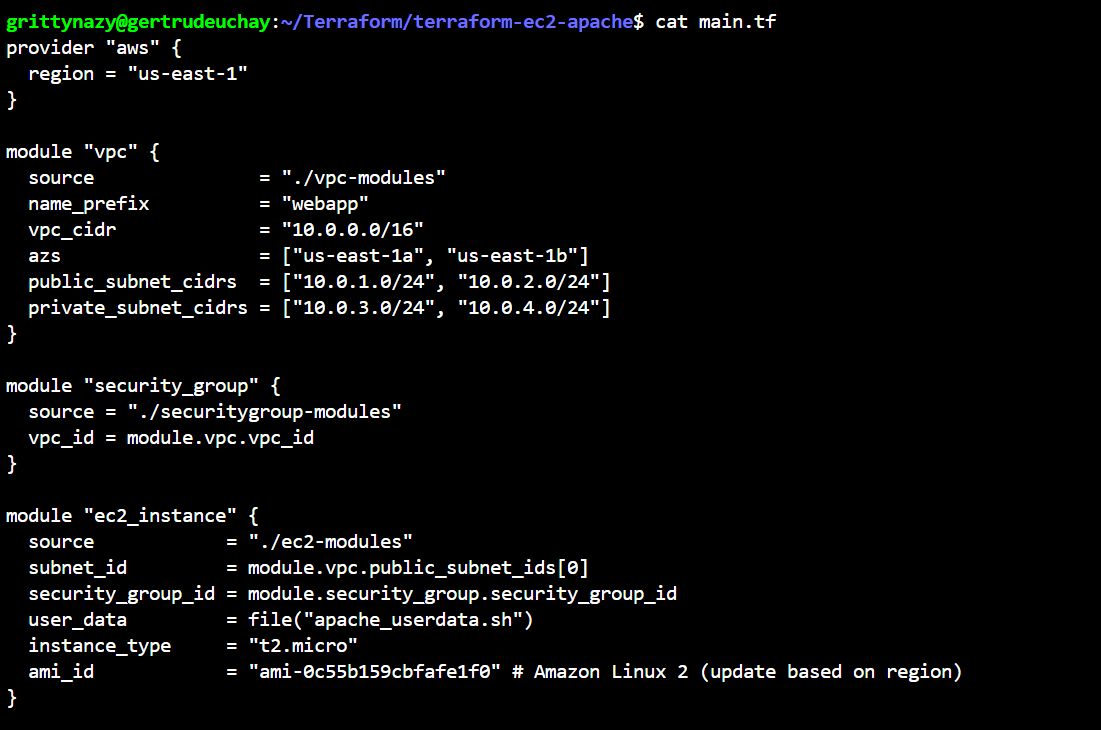 grittynazy@gertrudeuchay:~/Terraform/terraform-ec2-apache$ cat main.tf
provider "aws" {
  region = "us-east-1"
}

module "vpc" {
  source               = "./vpc-modules"
  name_prefix          = "webapp"
  vpc_cidr             = "10.0.0.0/16"
  azs                  = ["us-east-1a", "us-east-1b"]
  public_subnet_cidrs  = ["10.0.1.0/24", "10.0.2.0/24"]
  private_subnet_cidrs = ["10.0.3.0/24", "10.0.4.0/24"]
}

module "security_group" {
  source = "./securitygroup-modules"
  vpc_id = module.vpc.vpc_id
}

module "ec2_instance" {
  source            = "./ec2-modules"
  subnet_id         = module.vpc.public_subnet_ids[0]
  security_group_id = module.security_group.security_group_id
  user_data         = file("apache_userdata.sh")
  instance_type     = "t2.micro"
  ami_id            = "ami-0c55b159cbfafe1f0" # Amazon Linux 2 (update based on region)
}